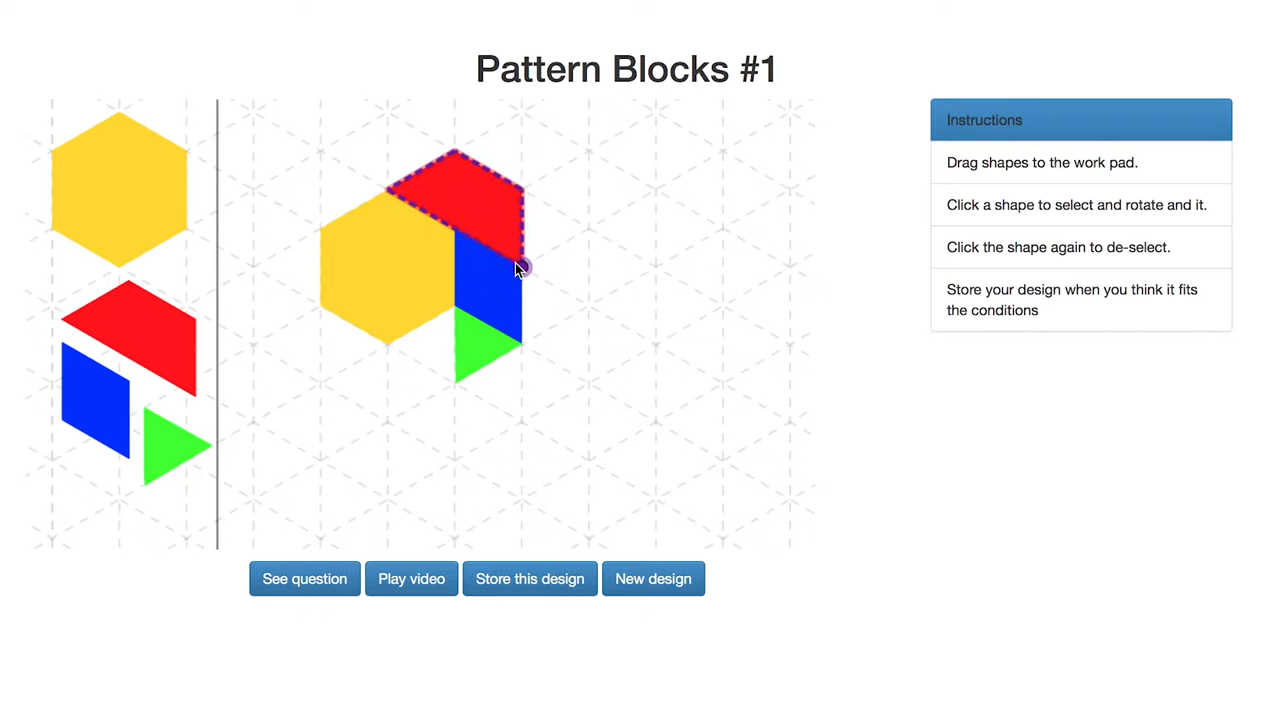 Pattern Blocks #1
Instructions
Drag shapes to the work pad.
Click a shape to select and rotate and it.
Click the shape again to de-select.
Store your design when you think it fits
the conditions
See question
Play video
Store this design
New design